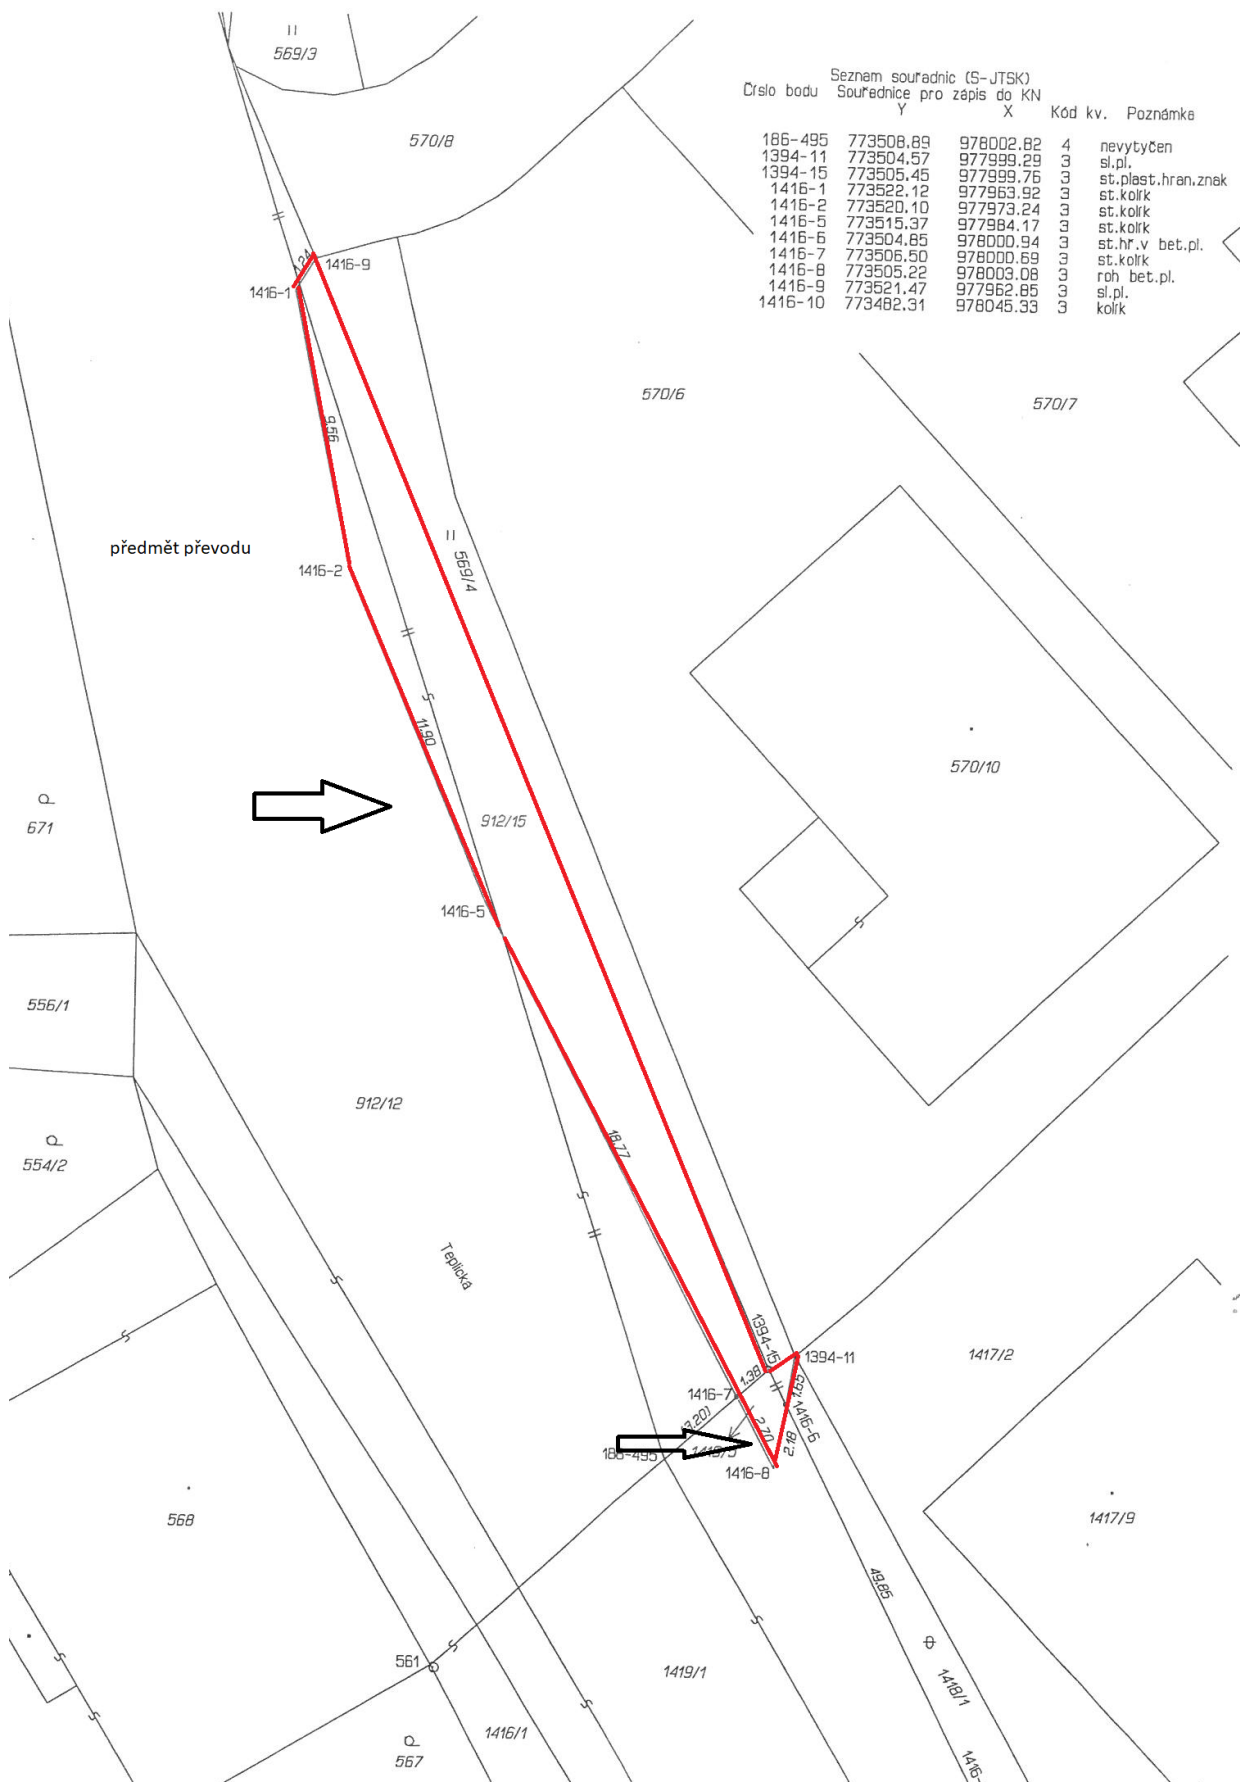 569/3
570/8
Seznam souřadnic (S-JTSK)
Číslo bodu Souřednice pro zápis do KN
Y X Kód kv. Poznámka
186-495 773508.89 978002.82 4 nevytyčen
1394-11 773504.57 977999.29 3 sl.pl.
1394-15 773505.45 977999.76 3 st.plast.hran.znak
1416-1 773522.12 977963.92 3 st.kolík
1416-2 773520.10 977973.24 3 st.kolík
1416-5 773515.37 977984.17 3 st.kolík
1416-6 773504.85 978000.94 3 st.hř.v bet.pl.
1416-7 773506.50 978000.69 3 st.kolík
1416-8 773505.22 978003.08 3 roh bet.pl.
1416-9 773521.47 977962.85 3 sl.pl.
1416-10 773482.31 978045.33 3 kolík
1.24
1416-9
1416-1
570/6
570/7
9.56
předmět převodu
1416-2
569/4
11.90
570/10
671
912/15
1416-5
556/1
912/12
554/2
18.77
Teplická
1394-15
1394-11
1417/2
1.38
1416-7
1.65
1416-6
(3.20)
2.70
2.18
186-495
1416-8
568
1417/9
49.85
561
1419/1
1418/1
1416/1
567
1416-